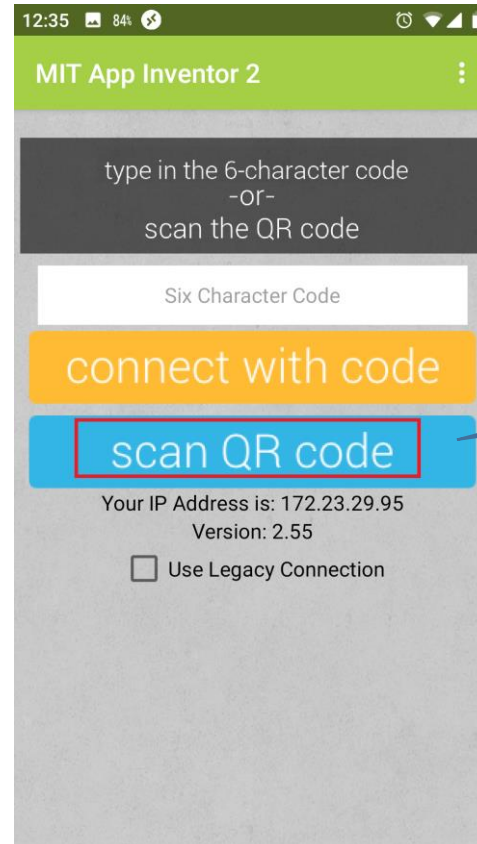 12:35 84%
MIT App Inventor 2
type in the 6-character code
-or-
scan the QR code
Six Character Code
connect with code
scan QR code
Your IP Address is: 172.23.29.95
Version: 2.55
Use Legacy Connection